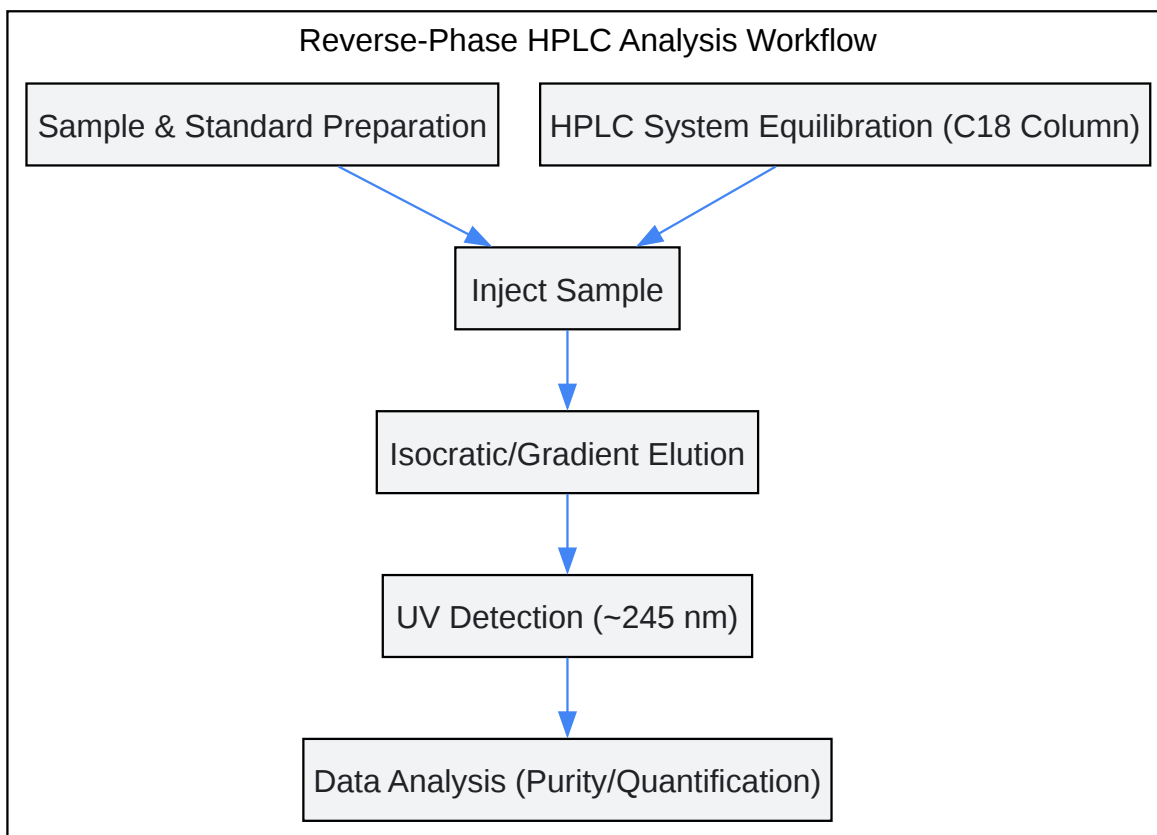 Reverse-Phase HPLC Analysis Workflow
Sample & Standard Preparation
HPLC System Equilibration (C18 Column)
Inject Sample
Isocratic/Gradient Elution
UV Detection (~245 nm)
Data Analysis (Purity/Quantification)